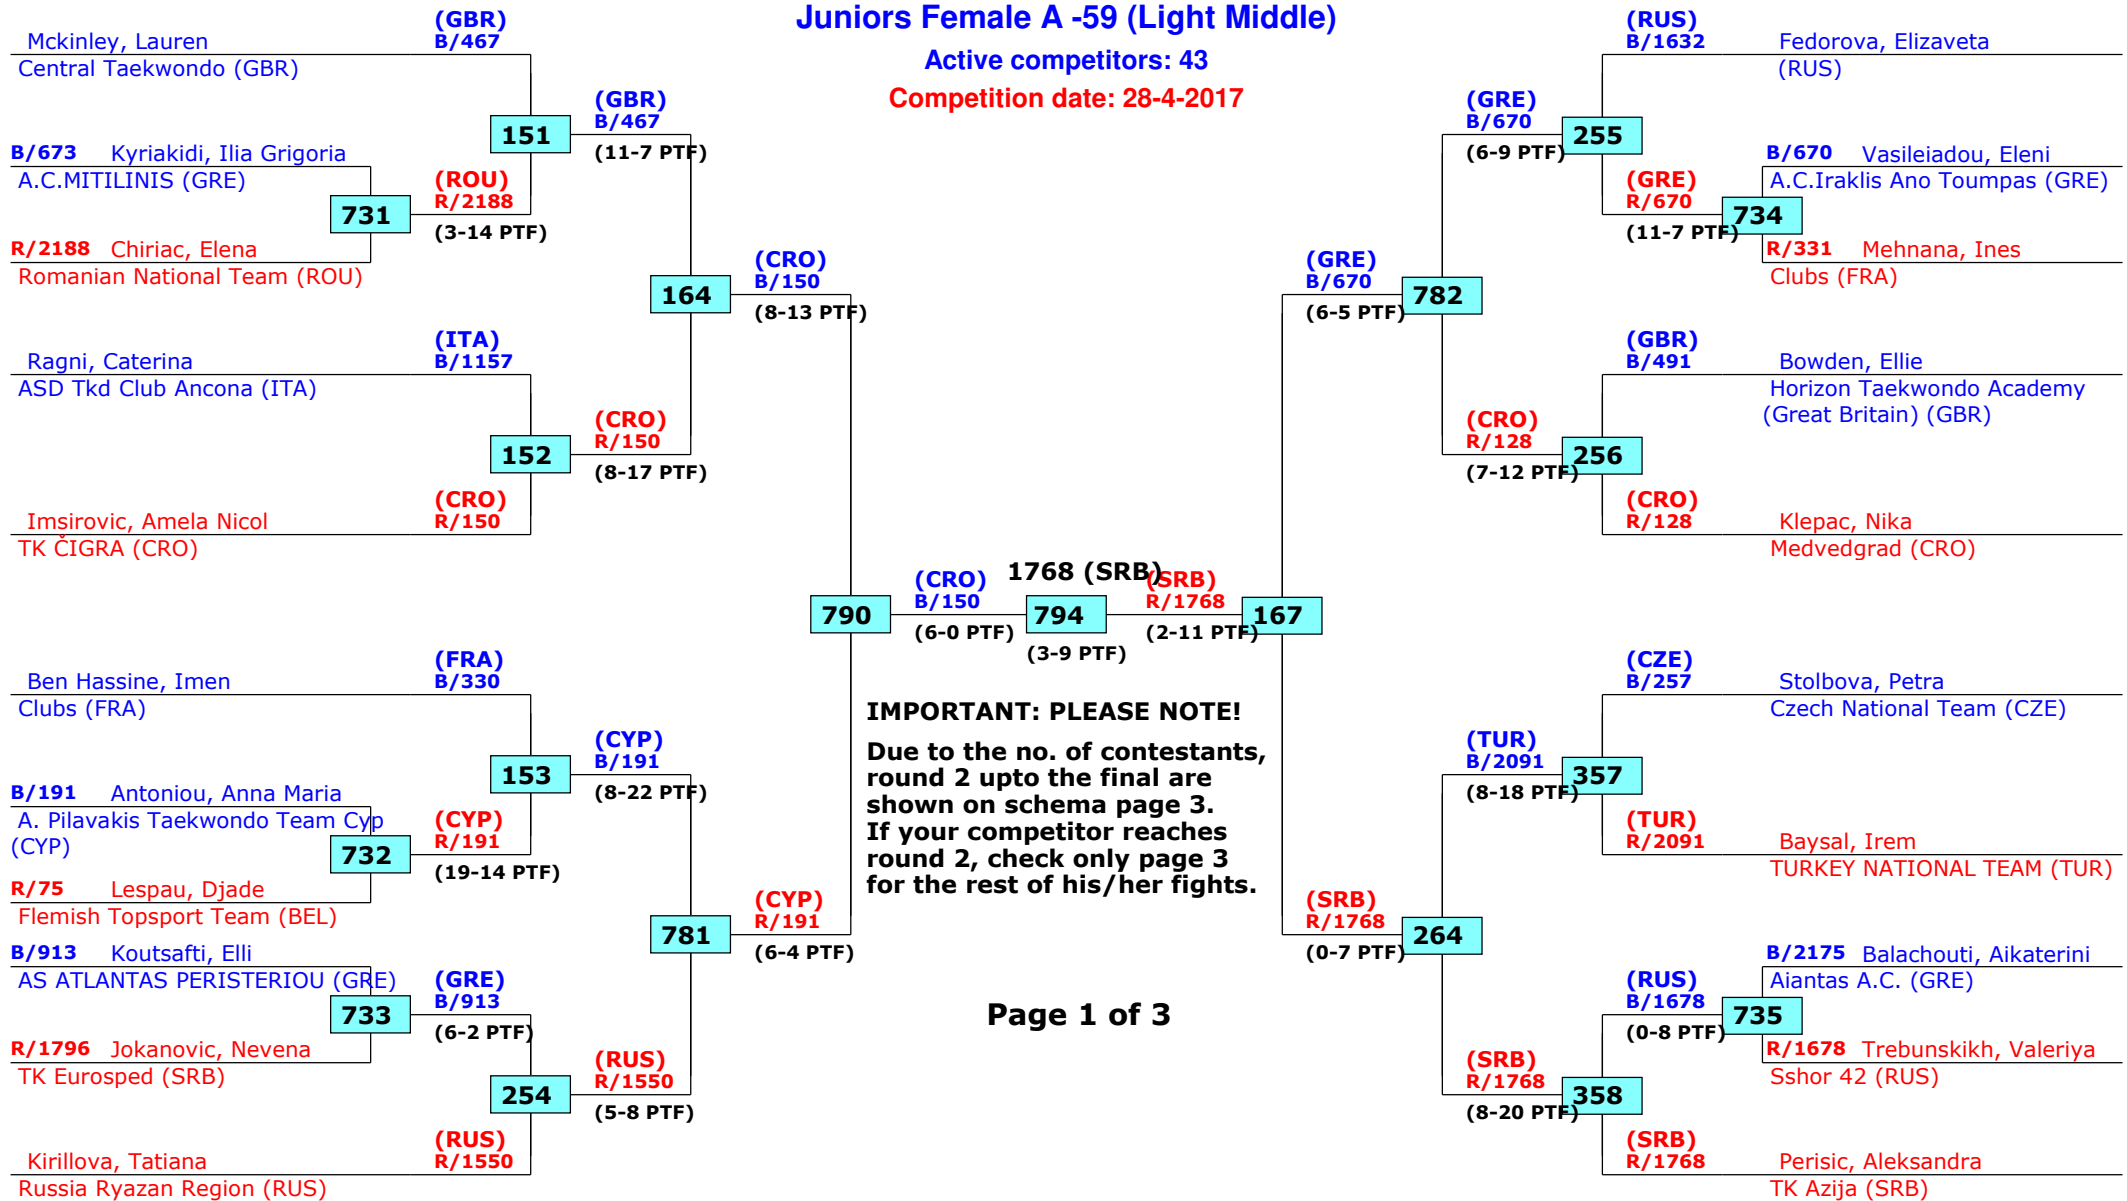 Juniors Female A -59 (Light Middle)
Active competitors: 43
Competition date: 28-4-2017
Mckinley, Lauren
Central Taekwondo (GBR)
(GBR)
B/467
B/673 Kyriakidi, Ilia Grigoria
A.C.MITILINIS (GRE)
731
R/2188 Chiriac, Elena
Romanian National Team (ROU)
(ROU)
R/2188
(3-14 PTF)
151
(GBR)
B/467
(11-7 PTF)
Ragni, Caterina
ASD Tkd Club Ancona (ITA)
(ITA)
B/1157
152
Imsirovic, Amela Nicol
TK ČIGRA (CRO)
(CRO)
R/150
(CRO)
R/150
(8-17 PTF)
164
(CRO)
B/150
(8-13 PTF)
Ben Hassine, Imen
Clubs (FRA)
(FRA)
B/330
B/191 Antoniou, Anna Maria
A. Pilavakis Taekwondo Team Cyp
(CYP)
732
R/75 Lespau, Djade
Flemish Topsport Team (BEL)
(CYP)
R/191
(19-14 PTF)
153
(CYP)
B/191
(8-22 PTF)
B/913 Koutsafti, Elli
AS ATLANTAS PERISTERIOU (GRE)
733
R/1796 Jokanovic, Nevena
TK Eurosped (SRB)
(GRE)
B/913
(6-2 PTF)
254
Kirillova, Tatiana
Russia Ryazan Region (RUS)
(RUS)
R/1550
(RUS)
R/1550
(5-8 PTF)
781
(CYP)
R/191
(6-4 PTF)
790
(CRO)
B/150
(6-0 PTF)
1768 (SRB)
794
(3-9 PTF)
(SRB)
R/1768
(2-11 PTF)
167
IMPORTANT: PLEASE NOTE!
Due to the no. of contestants,
round 2 upto the final are
shown on schema page 3.
If your competitor reaches
round 2, check only page 3
for the rest of his/her fights.
Page 1 of 3
(RUS)
B/1632
Fedorova, Elizaveta
(RUS)
(GRE)
B/670
(6-9 PTF)
255
B/670 Vasileiadou, Eleni
A.C.Iraklis Ano Toumpas (GRE)
(GRE)
R/670
(11-7 PTF)
734
R/331 Mehnana, Ines
Clubs (FRA)
(GRE)
B/670
(6-5 PTF)
782
(GBR)
B/491
Bowden, Ellie
Horizon Taekwondo Academy
(Great Britain) (GBR)
(CRO)
R/128
(7-12 PTF)
256
(CRO)
R/128
Klepac, Nika
Medvedgrad (CRO)
(CZE)
B/257
Stolbova, Petra
Czech National Team (CZE)
(TUR)
B/2091
(8-18 PTF)
357
(TUR)
R/2091
Baysal, Irem
TURKEY NATIONAL TEAM (TUR)
(SRB)
R/1768
(0-7 PTF)
264
B/2175 Balachouti, Aikaterini
Aiantas A.C. (GRE)
(RUS)
B/1678
(0-8 PTF)
735
R/1678 Trebunskikh, Valeriya
Sshor 42 (RUS)
(SRB)
R/1768
(8-20 PTF)
358
(SRB)
R/1768
Perisic, Aleksandra
TK Azija (SRB)